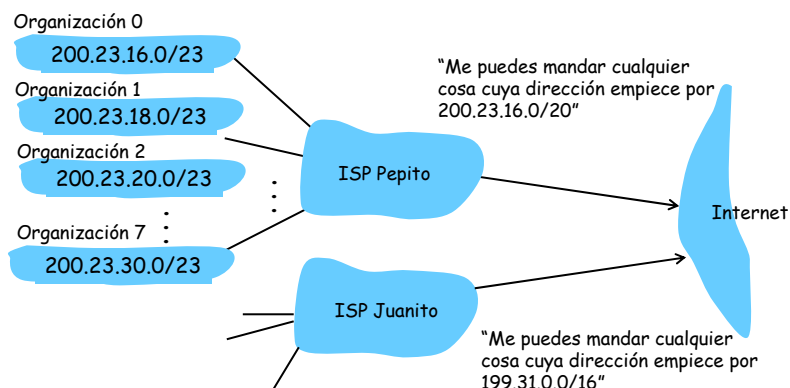 Organización 0
200.23.16.0/23
Organización 1
200.23.18.0/23
Organización 2
200.23.20.0/23
Organización 7
200.23.30.0/23
ISP Pepito
"Me puedes mandar cualquier
cosa cuya dirección empiece por
200.23.16.0/20"
Internet
ISP Juanito
"Me puedes mandar cualquier
cosa cuya dirección empiece por
199.31.0.0/16"